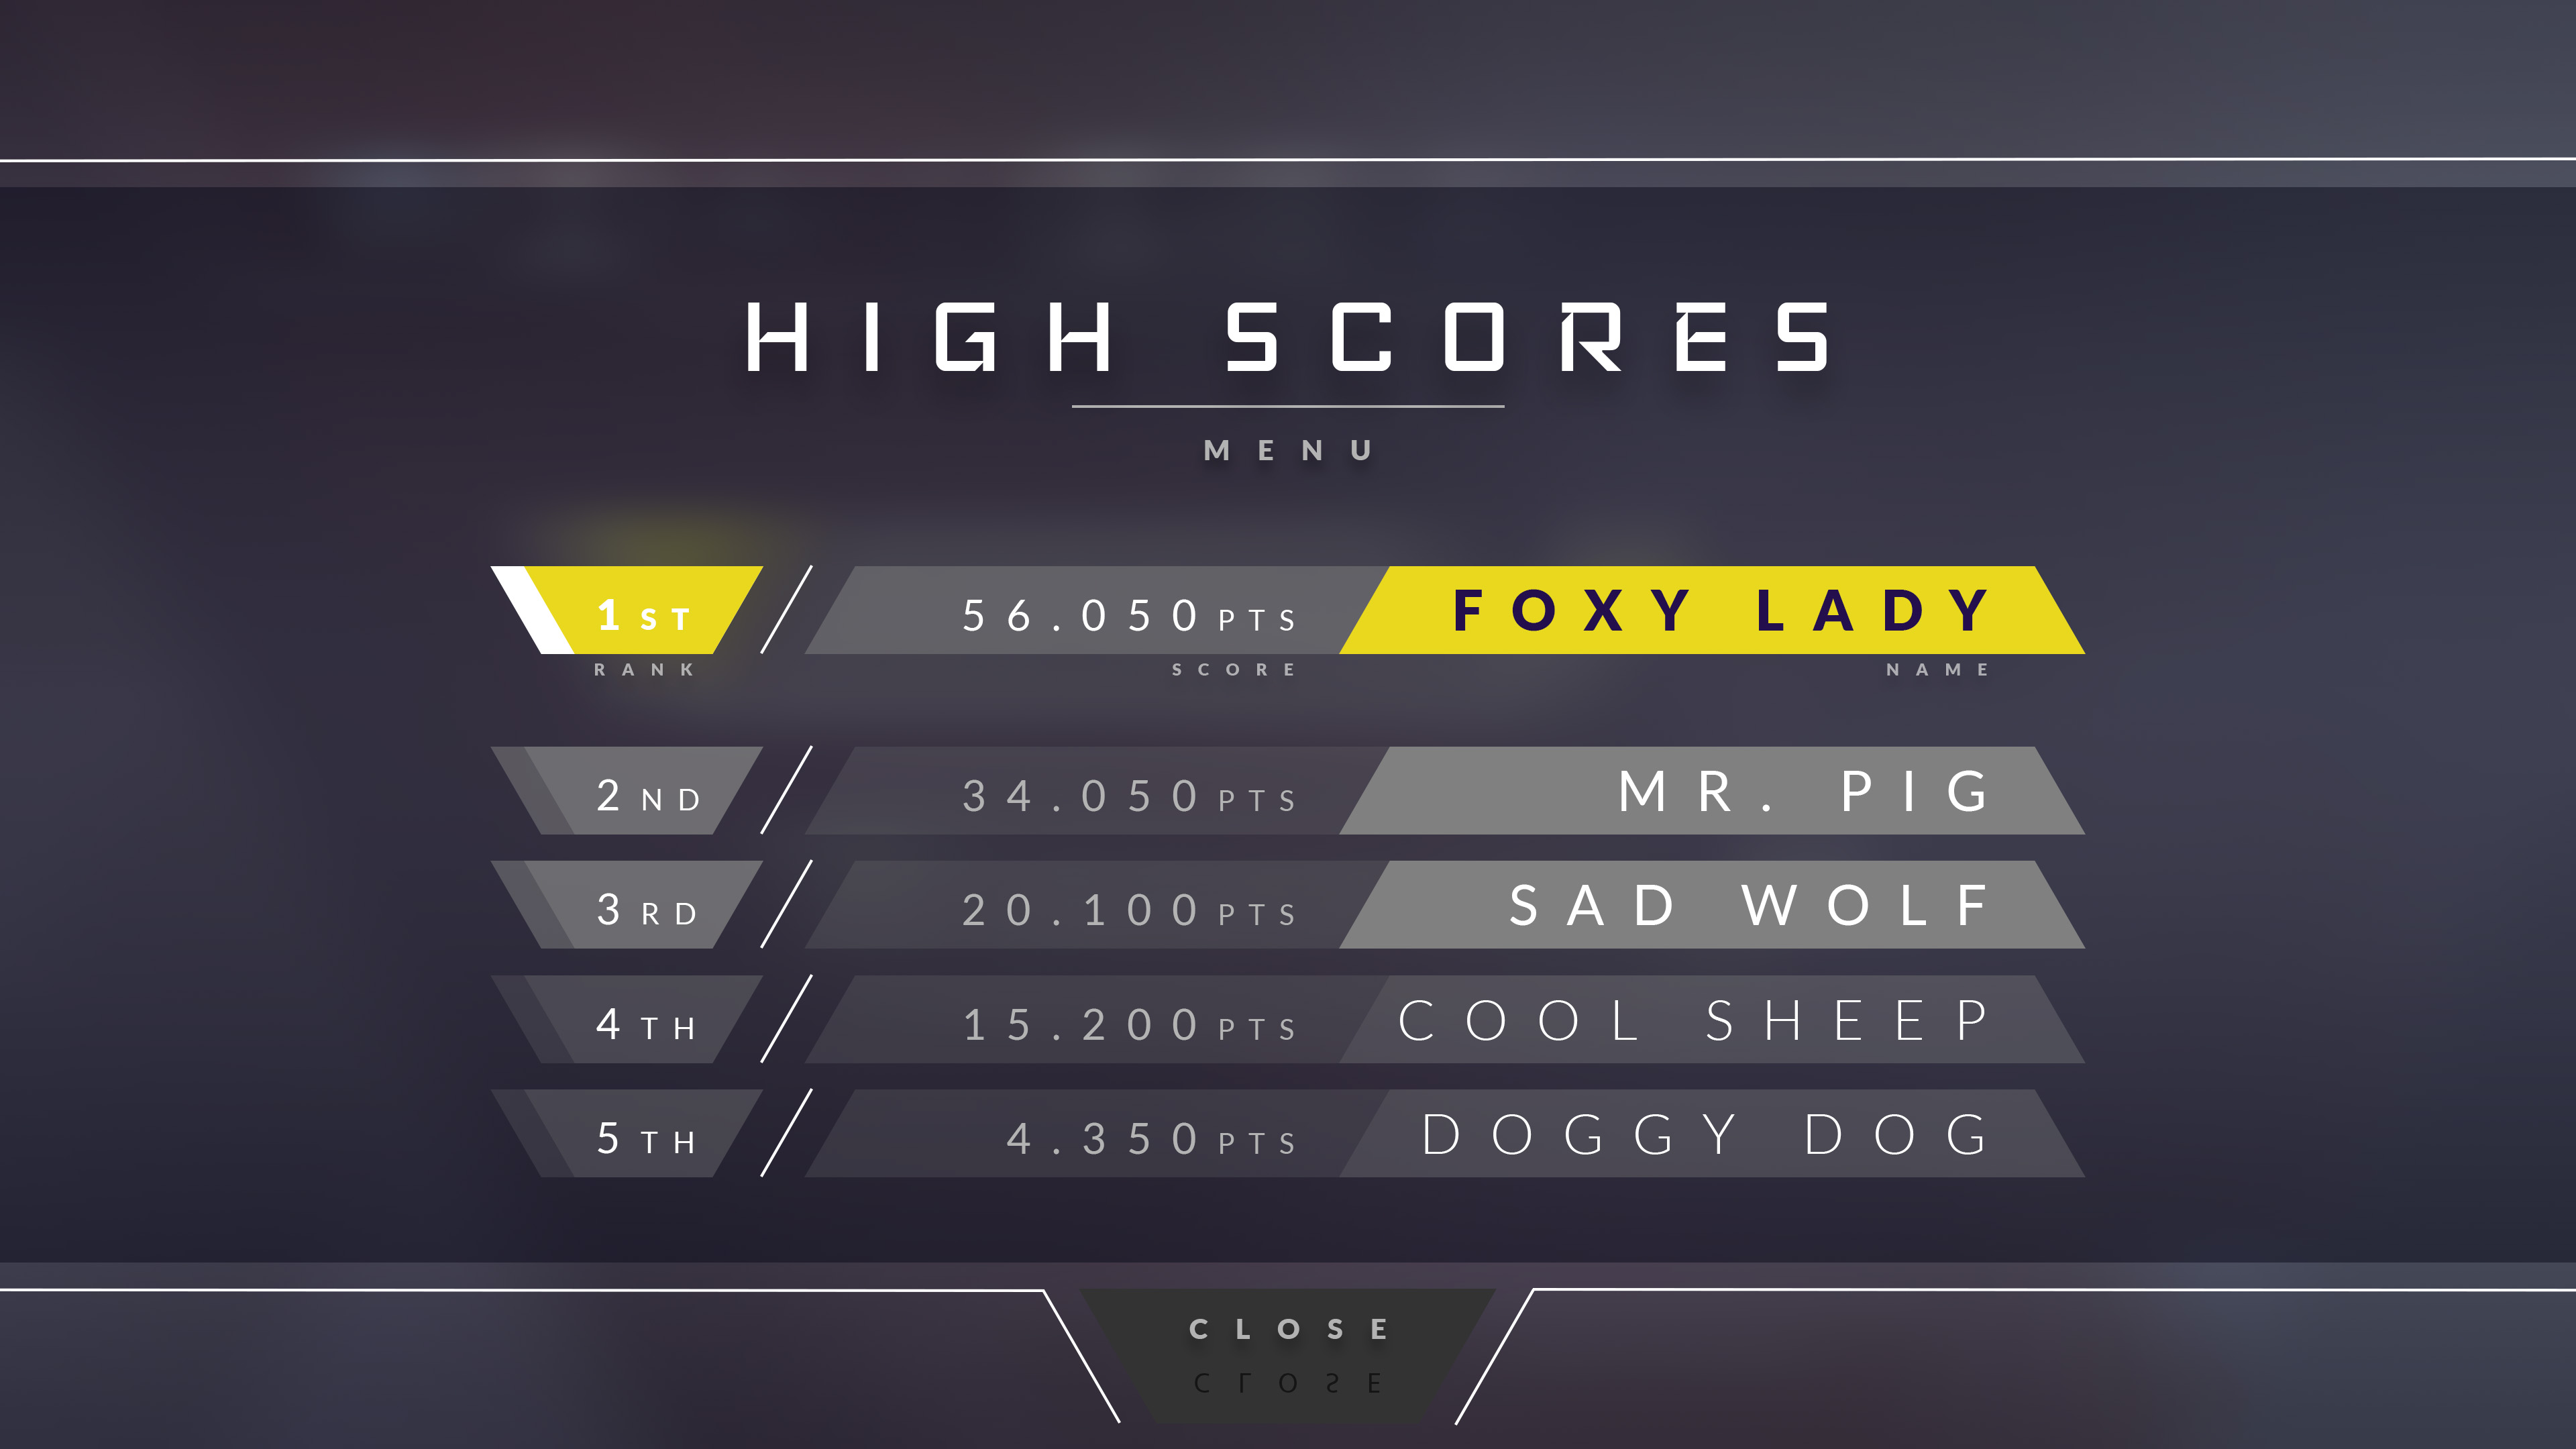 HIGH SCORES
MENU
1ST / 56.050PTS FOXY LADY
RANK SCORE NAME
2ND / 34.050PTS MR. PIG
3RD / 20.100PTS SAD WOLF
4TH / 15.200PTS COOL SHEEP
5TH / 4.350PTS DOGGY DOG
CLOSE
CLOSE